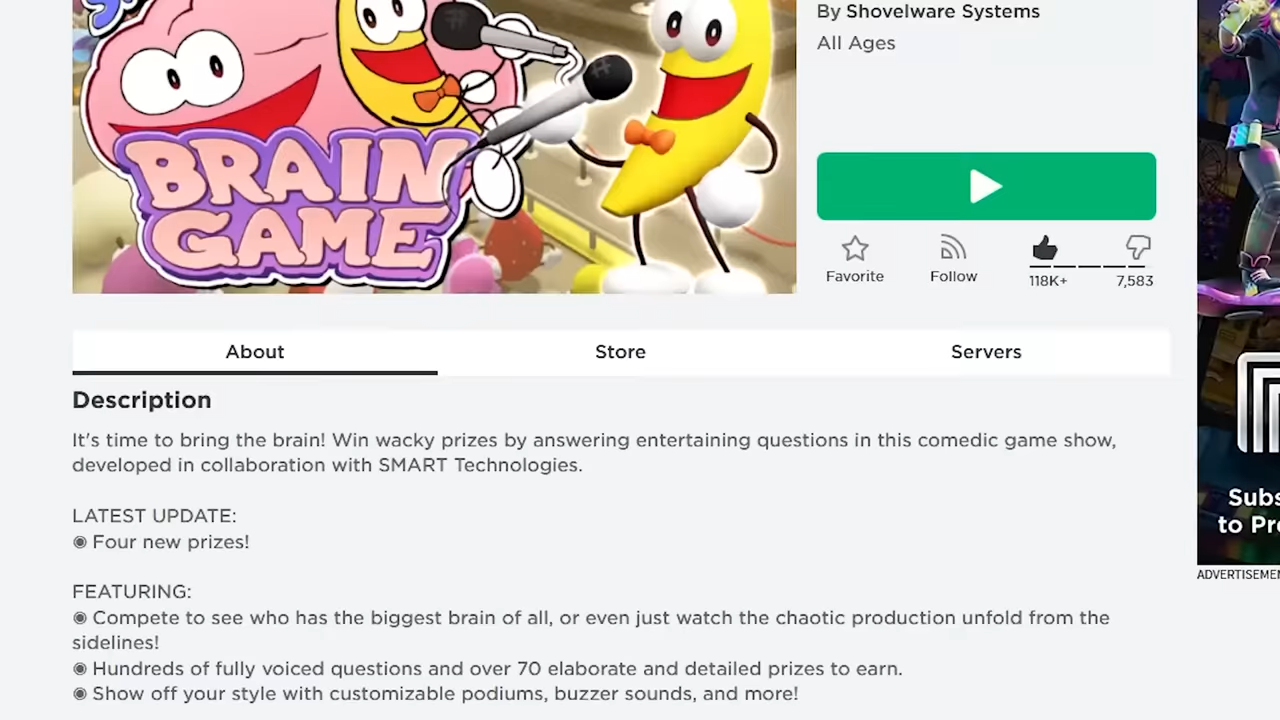 By Shovelware Systems
All Ages
BRAIN
GAME
Favorite
Follow
118K+
7,583
About
Store
Servers
Description
It's time to bring the brain! Win wacky prizes by answering entertaining questions in this comedic game show,
developed in collaboration with SMART Technologies.
LATEST UPDATE:
◉ Four new prizes!
FEATURING:
◉ Compete to see who has the biggest brain of all, or even just watch the chaotic production unfold from the
sidelines!
◉ Hundreds of fully voiced questions and over 70 elaborate and detailed prizes to earn.
◉ Show off your style with customizable podiums, buzzer sounds, and more!
Subs
to Pr
ADVERTISEME